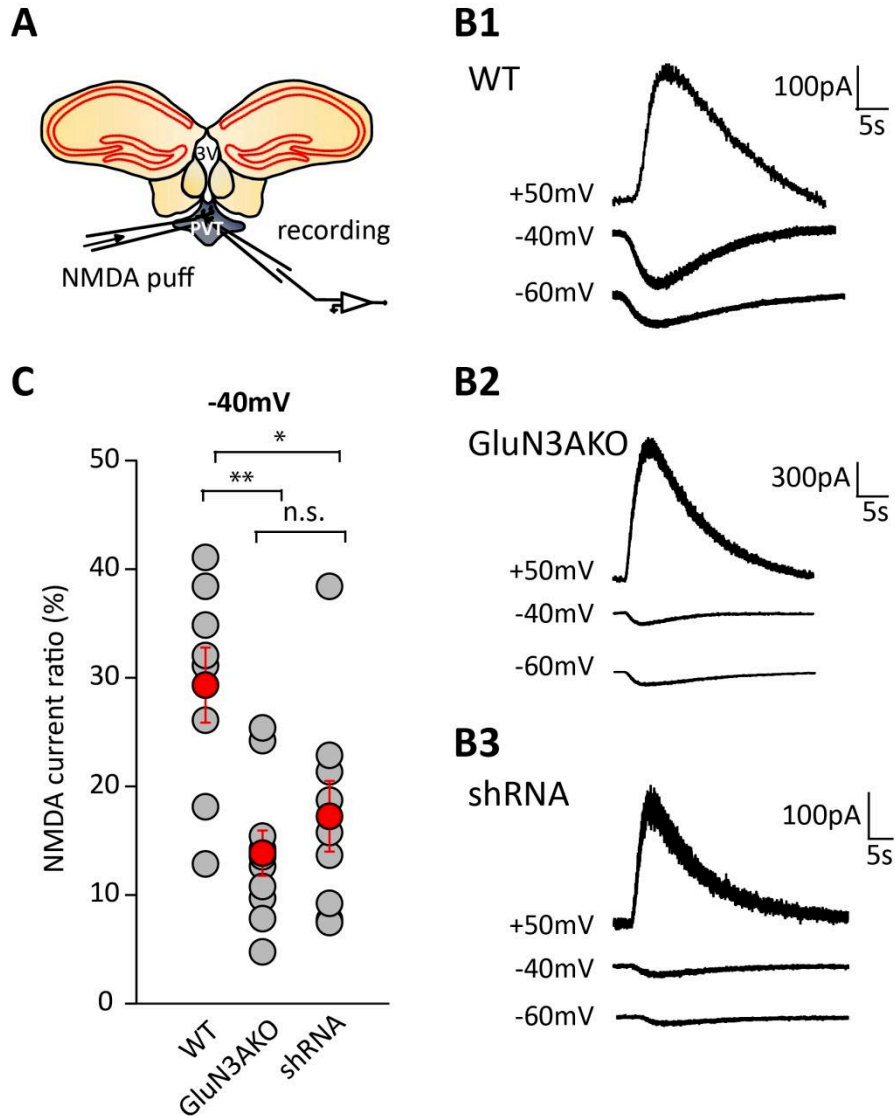 A
3V
PVT
NMDA puff
recording
B1
WT
100pA
5s
+50mV
-40mV
-60mV
B2
GluN3AKO
300pA
5s
+50mV
-40mV
-60mV
B3
shRNA
100pA
5s
+50mV
-40mV
-60mV
C
-40mV
*
**
n.s.
NMDA current ratio (%)
50
40
30
20
10
0
WT
GluN3AKO
shRNA